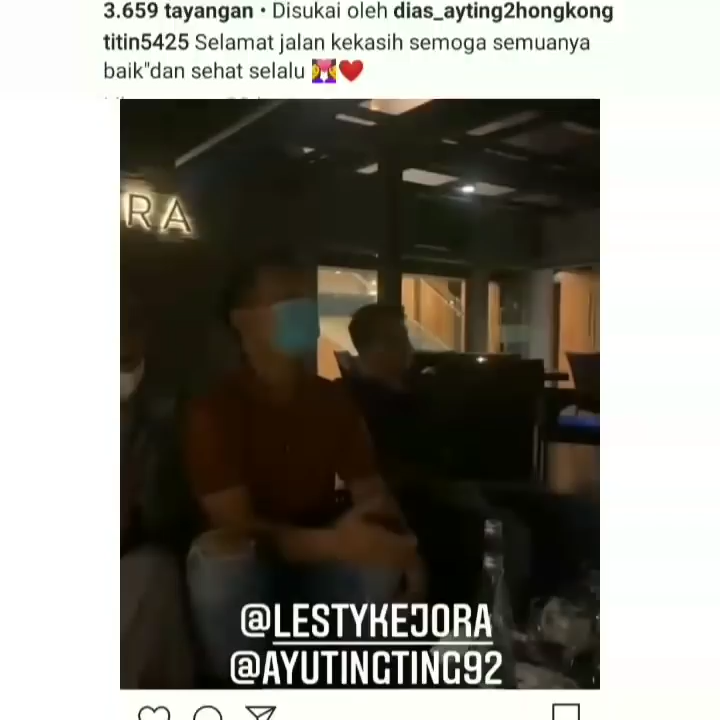 3.659 tayangan • Disukai oleh dias_ayting2hongkong
titin5425 Selamat jalan kekasih semoga semuanya
baik"dan sehat selalu 👩‍❤️‍👩❤️
RA
@LESTYKEJORA
@AYUTINGTING92